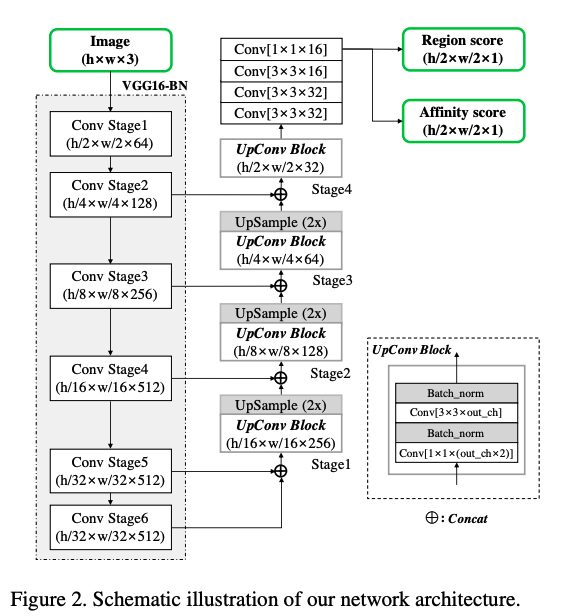 Image
(h×w×3)
VGG16-BN
Conv Stage1
(h/2×w/2×64)
Conv Stage2
(h/4×w/4×128)
Conv Stage3
(h/8×w/8×256)
Conv Stage4
(h/16×w/16×512)
Conv Stage5
(h/32×w/32×512)
Conv Stage6
(h/32×w/32×512)
Conv[1×1×16]
Conv[3×3×16]
Conv[3×3×32]
Conv[3×3×32]
UpConv Block
(h/2×w/2×32)
Stage4
UpSample (2x)
UpConv Block
(h/4×w/4×64)
Stage3
UpSample (2x)
UpConv Block
(h/8×w/8×128)
Stage2
UpSample (2x)
UpConv Block
(h/16×w/16×256)
Stage1
Region score
(h/2×w/2×1)
Affinity score
(h/2×w/2×1)
UpConv Block
Batch_norm
Conv[3×3×out_ch]
Batch_norm
Conv[1×1×(out_ch×2)]
⊕: Concat
Figure 2. Schematic illustration of our network architecture.